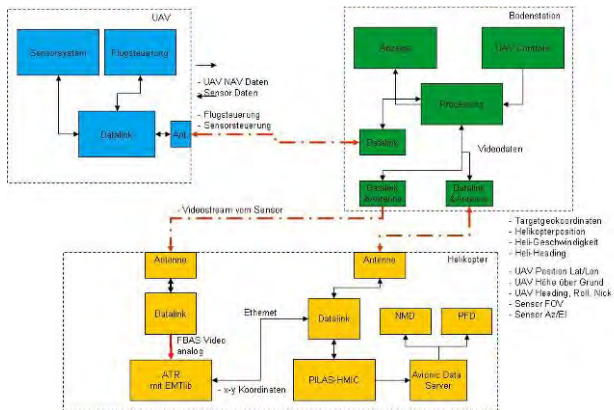 UAV
Sensorsystem
Flugsteuerung
Datalink
Ant.
- UAV NAV Daten
- Sensor Daten
- Flugsteuerung
- Sensorsteuerung
Bodenstation
Anzeige
UAV Controle
Processing
Datalink
Videodaten
Datalink
&Antenne
Datalink
& Antenne
- Videostream vom Sensor
- Targetgeokoordinaten
- Helikopterposition
- Heli-Geschwindigkeit
- Heli-Heading
- UAV Position Lat/Lon
- UAV Höhe über Grund
- UAV Heading, Roll, Nick
- Sensor FOV
- Sensor Az/El
Helikopter
Antenne
Antenne
Datalink
Ethernet
Datalink
NMD
PFD
FBAS Video
analog
ATR
mit EMTlib
- x-y Koordinaten
PILAS-HMIC
Avionic Data
Server